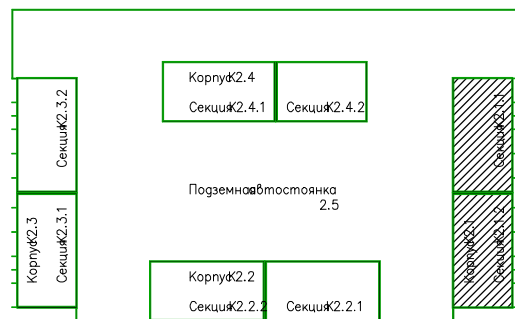 Корпус К2.4
Секция К2.4.1
Секция К2.4.2
Секция К2.3.2
Секция К2.1.1
Подземная автостоянка
2.5
Корпус К2.3
Секция К2.3.1
Корпус К2.1
Секция К2.1.2
Корпус К2.2
Секция К2.2.2
Секция К2.2.1